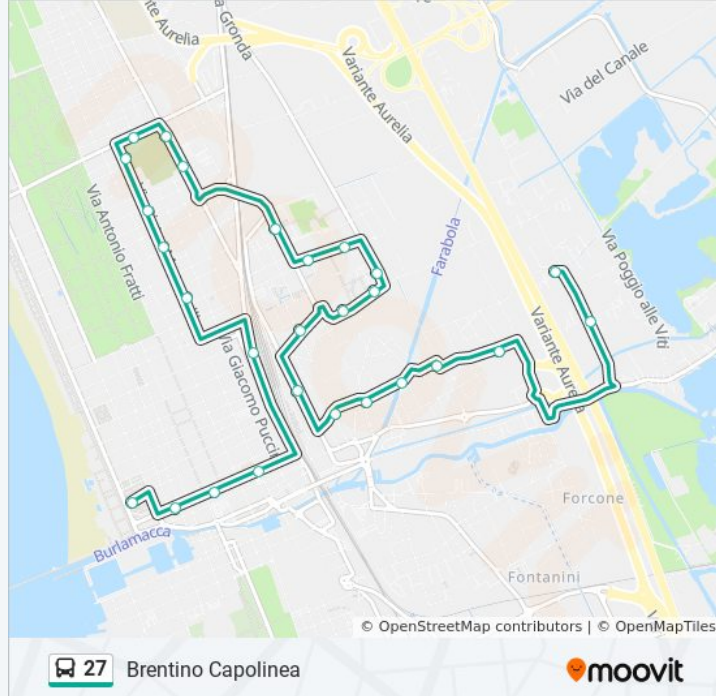 nte Aurelia
a Gronda
Variante Aurelia
Via del Canale
Via Antonio Fratti
Farabola
Via Poggio alle Viti
Variante Aurelia
Via Giacomo Puccini
Burlamacca
Forcone
Fontanini
© OpenStreetMap contributors | © OpenMapTiles
27 Brentino Capolinea
moovit